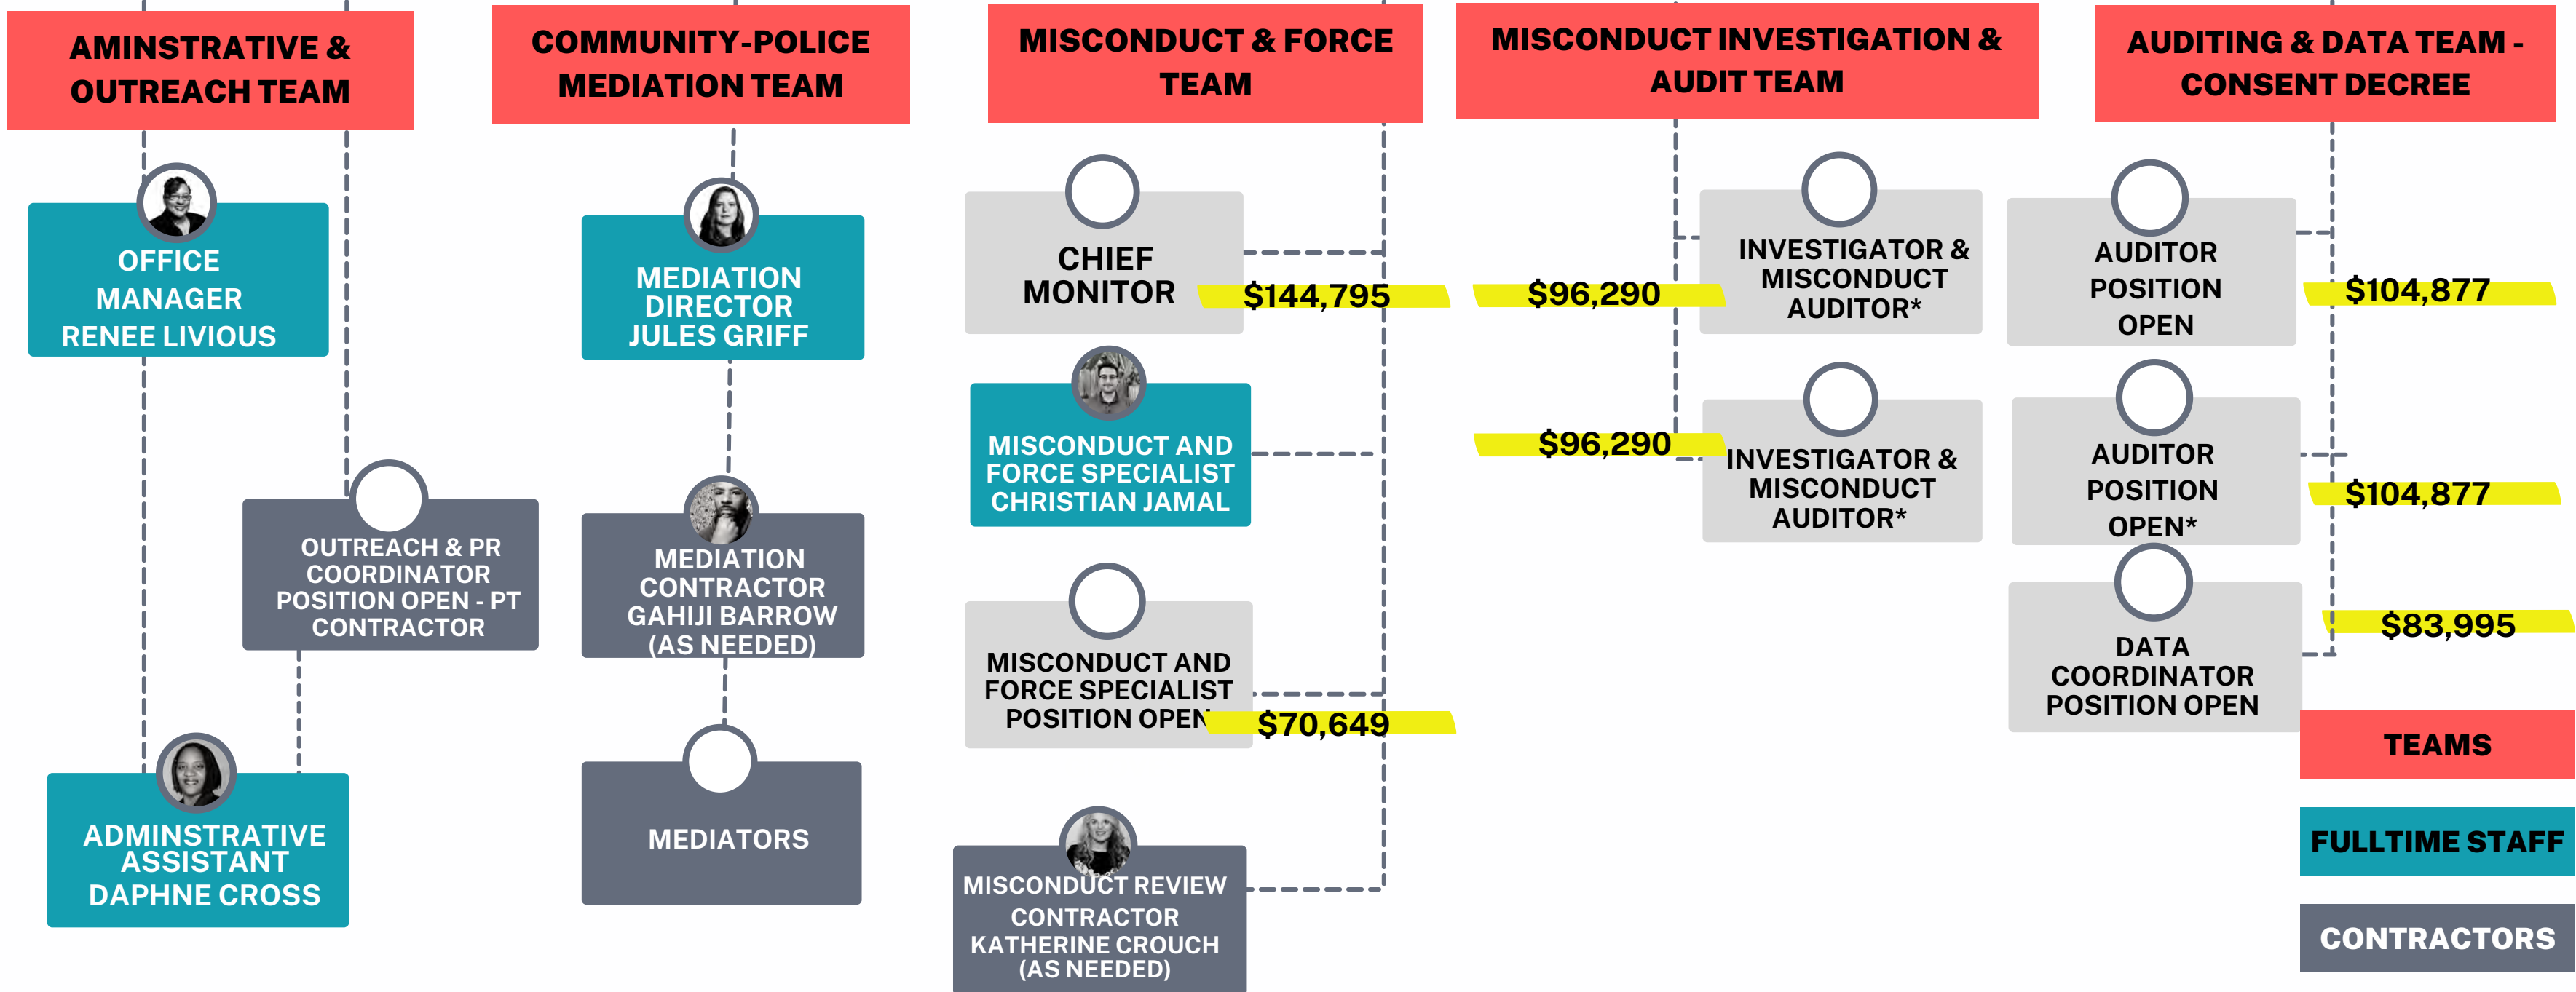 AMINSTRATIVE &
OUTREACH TEAM
OFFICE
MANAGER
RENEE LIVIOUS
OUTREACH & PR
COORDINATOR
POSITION OPEN - PT
CONTRACTOR
ADMINSTRATIVE
ASSISTANT
DAPHNE CROSS
COMMUNITY-POLICE
MEDIATION TEAM
MEDIATION
DIRECTOR
JULES GRIFF
MEDIATION
CONTRACTOR
GAHIJI BARROW
(AS NEEDED)
MEDIATORS
MISCONDUCT & FORCE
TEAM
CHIEF
MONITOR
$144,795
MISCONDUCT AND
FORCE SPECIALIST
CHRISTIAN JAMAL
MISCONDUCT AND
FORCE SPECIALIST
POSITION OPEN
$70,649
MISCONDUCT REVIEW
CONTRACTOR
KATHERINE CROUCH
(AS NEEDED)
MISCONDUCT INVESTIGATION &
AUDIT TEAM
INVESTIGATOR &
MISCONDUCT
AUDITOR*
$96,290
INVESTIGATOR &
MISCONDUCT
AUDITOR*
$96,290
AUDITING & DATA TEAM -
CONSENT DECREE
AUDITOR
POSITION
OPEN
$104,877
AUDITOR
POSITION
OPEN*
$104,877
DATA
COORDINATOR
POSITION OPEN
$83,995
TEAMS
FULLTIME STAFF
CONTRACTORS